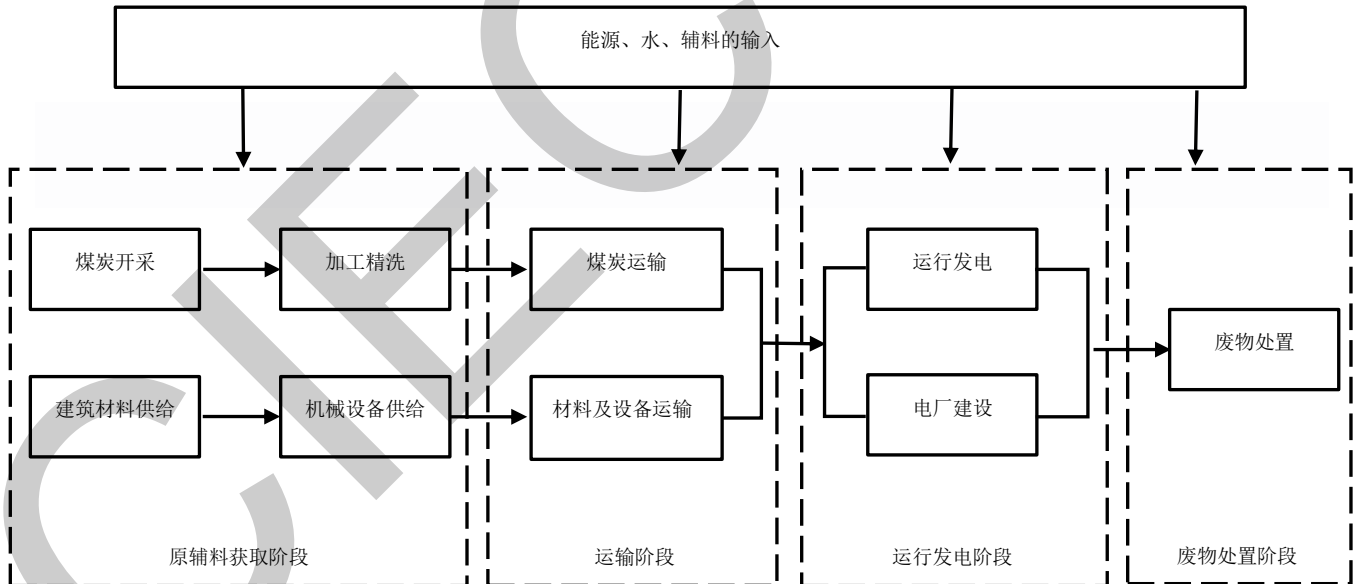 能源、水、辅料的输入
煤炭开采
加工精洗
煤炭运输
运行发电
废物处置
建筑材料供给
机械设备供给
材料及设备运输
电厂建设
原辅料获取阶段
运输阶段
运行发电阶段
废物处置阶段
CIEC